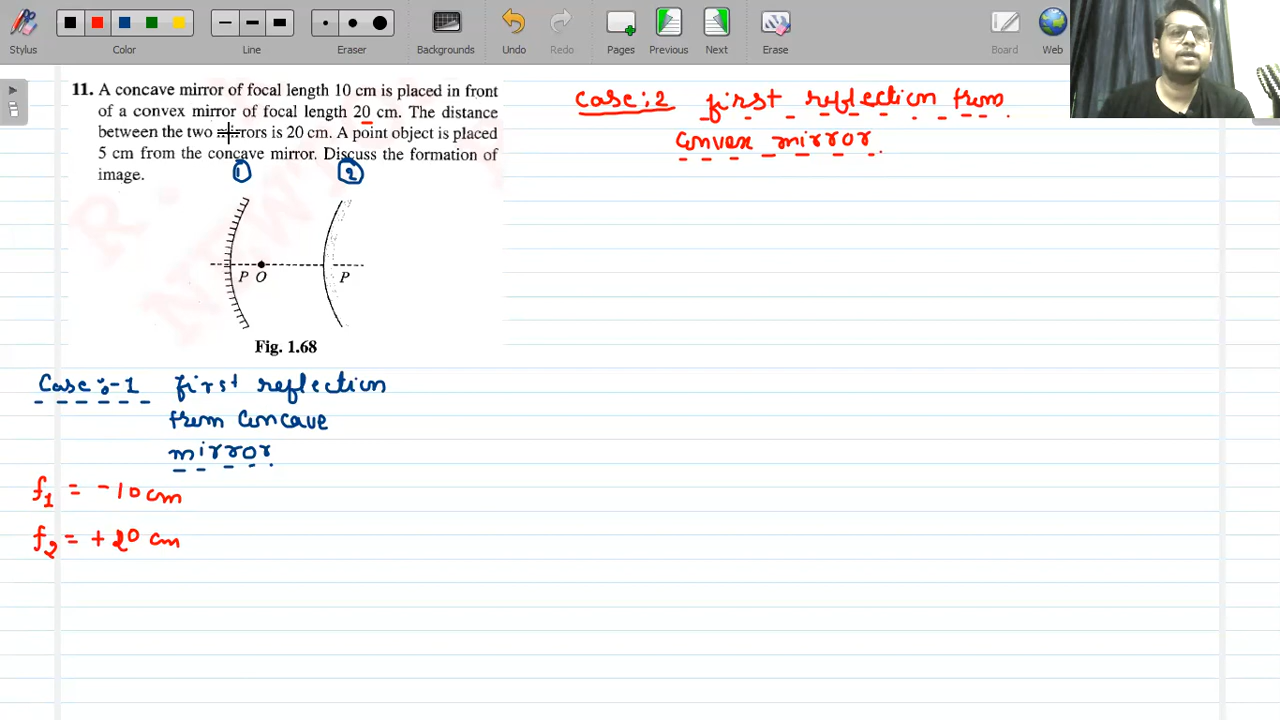 Stylus
Color
Line
Eraser
Backgrounds
Undo
Redo
Pages
Previous
Next
Erase
Board
Web
11. A concave mirror of focal length 10 cm is placed in front
of a convex mirror of focal length 20 cm. The distance
between the two mirrors is 20 cm. A point object is placed
5 cm from the concave mirror. Discuss the formation of
image.
1 2
P O P
Fig. 1.68
Case:-1 first reflection
from Concave
mirror
f1 = -10 cm
f2 = +20 cm
Case:2 first reflection from
Convex mirror.